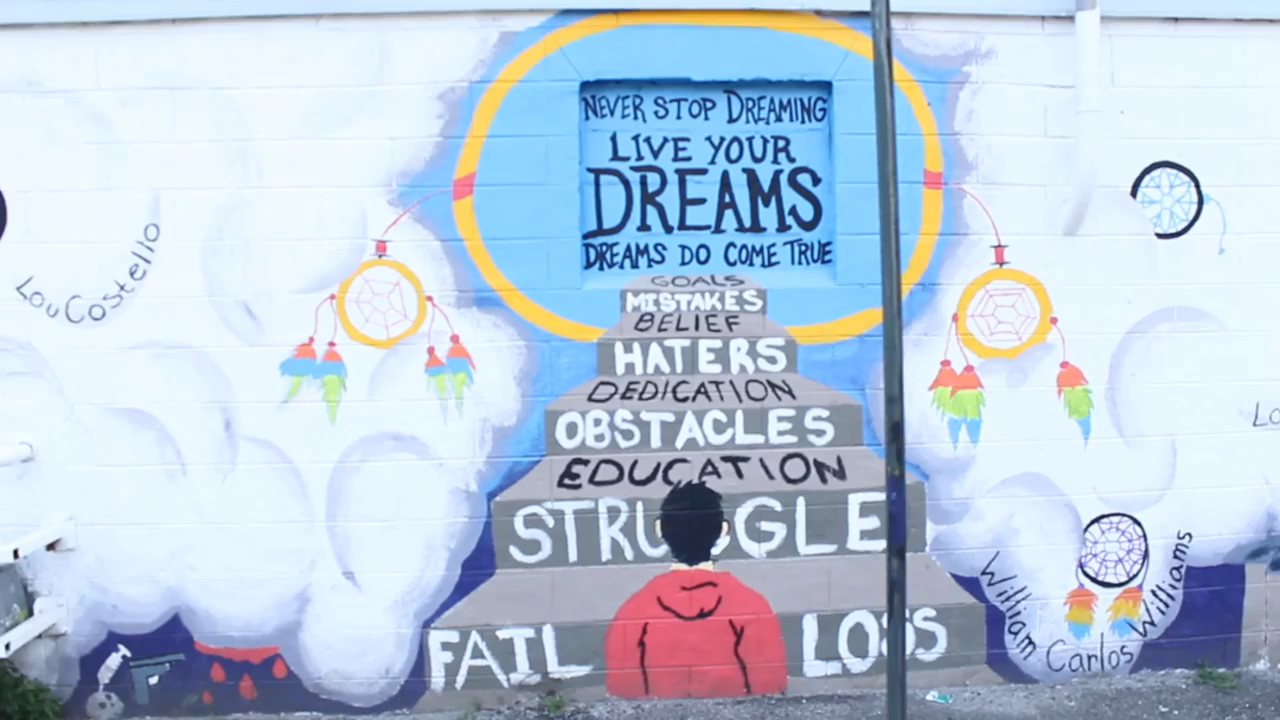 NEVER STOP DREAMING
LIVE YOUR
DREAMS
DREAMS DO COME TRUE
GOALS
MISTAKES
BELIEF
HATERS
DEDICATION
OBSTACLES
EDUCATION
STRUGGLE
FAIL LOSS
Lou Costello
William Carlos Williams